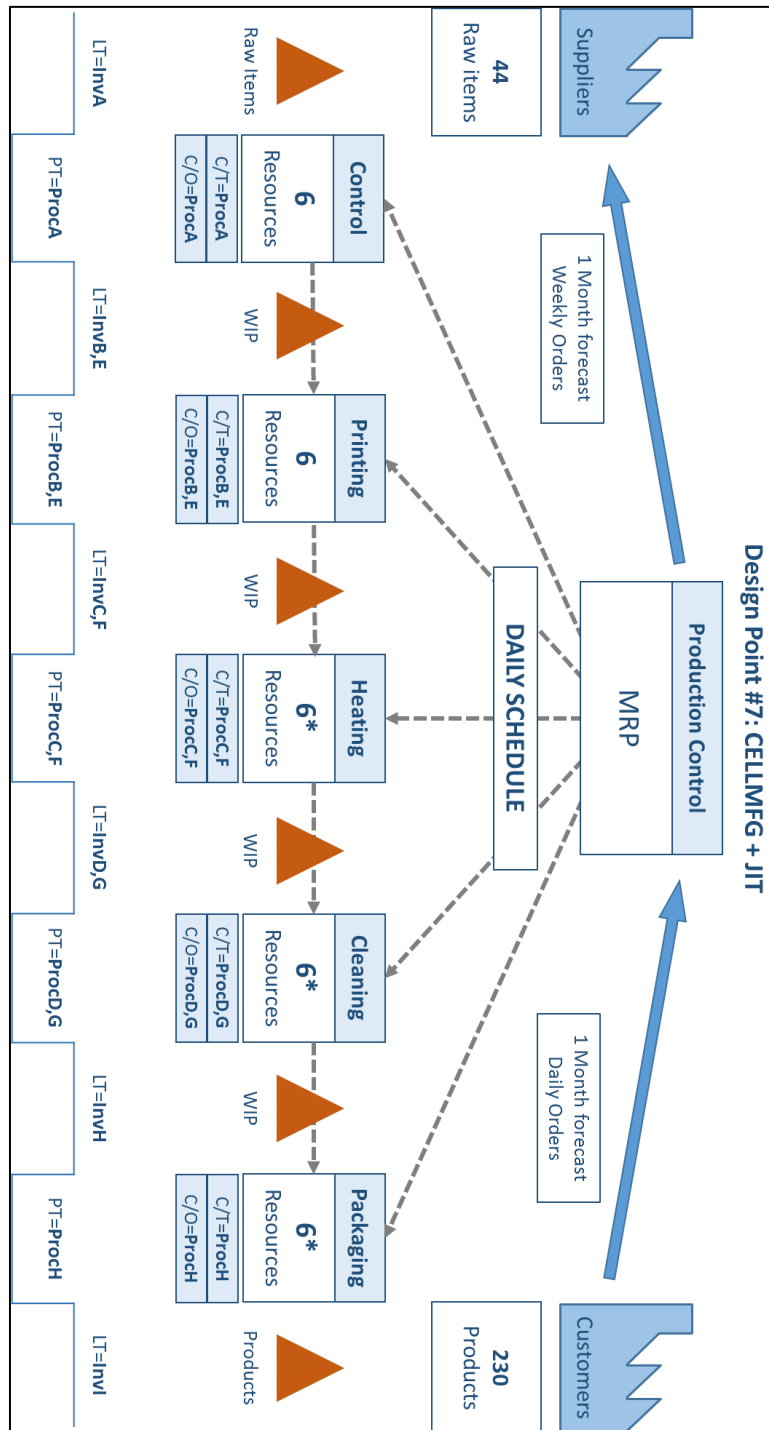 Design Point #7: CELLMFG + JIT
Suppliers
Production Control
MRP
Customers
1 Month forecast
Weekly Orders
1 Month forecast
Daily Orders
44
Raw items
DAILY SCHEDULE
230
Products
Control
6
Resources
C/T=ProcA
C/O=ProcA
Printing
6
Resources
C/T=ProcB,E
C/O=ProcB,E
Heating
6*
Resources
C/T=ProcC,F
C/O=ProcC,F
Cleaning
6*
Resources
C/T=ProcD,G
C/O=ProcD,G
Packaging
6*
Resources
C/T=ProcH
C/O=ProcH
Raw Items
WIP
WIP
WIP
WIP
Products
LT=InvA
PT=ProcA
LT=InvB,E
PT=ProcB,E
LT=InvC,F
PT=ProcC,F
LT=InvD,G
PT=ProcD,G
LT=InvH
PT=ProcH
LT=InvI